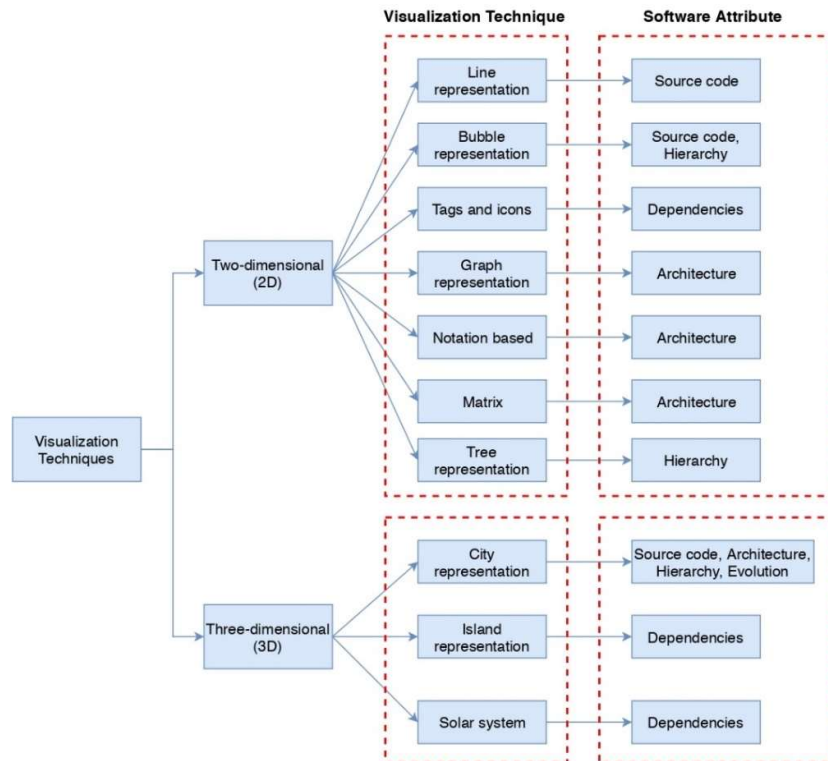 Visualization Technique
Software Attribute
Line
representation
Source code
Bubble
representation
Source code,
Hierarchy
Tags and icons
Dependencies
Two-dimensional
(2D)
Graph
representation
Architecture
Notation based
Architecture
Matrix
Architecture
Visualization
Techniques
Tree
representation
Hierarchy
City
representation
Source code, Architecture,
Hierarchy, Evolution
Three-dimensional
(3D)
Island
representation
Dependencies
Solar system
Dependencies